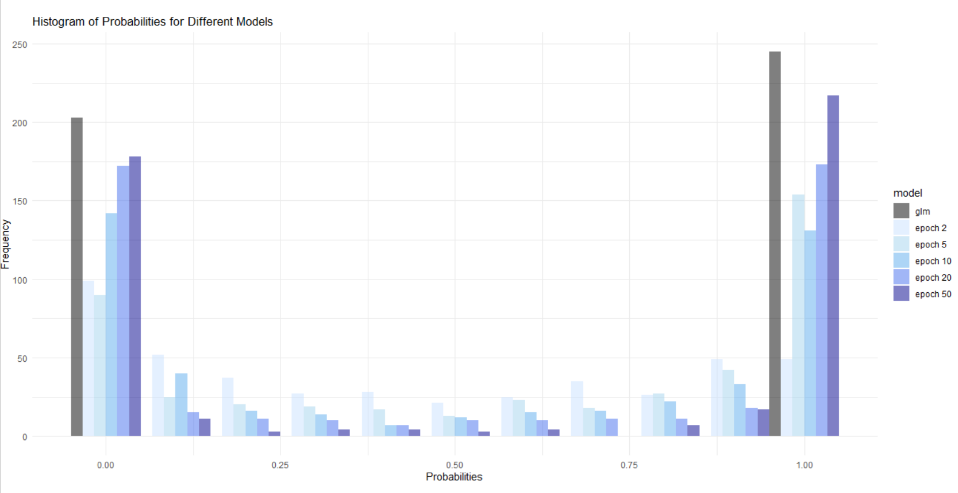 Histogram of Probabilities for Different Models
250
200
150
100
50
0
Frequency
0.00
0.25
0.50
0.75
1.00
Probabilities
model
glm
epoch 2
epoch 5
epoch 10
epoch 20
epoch 50